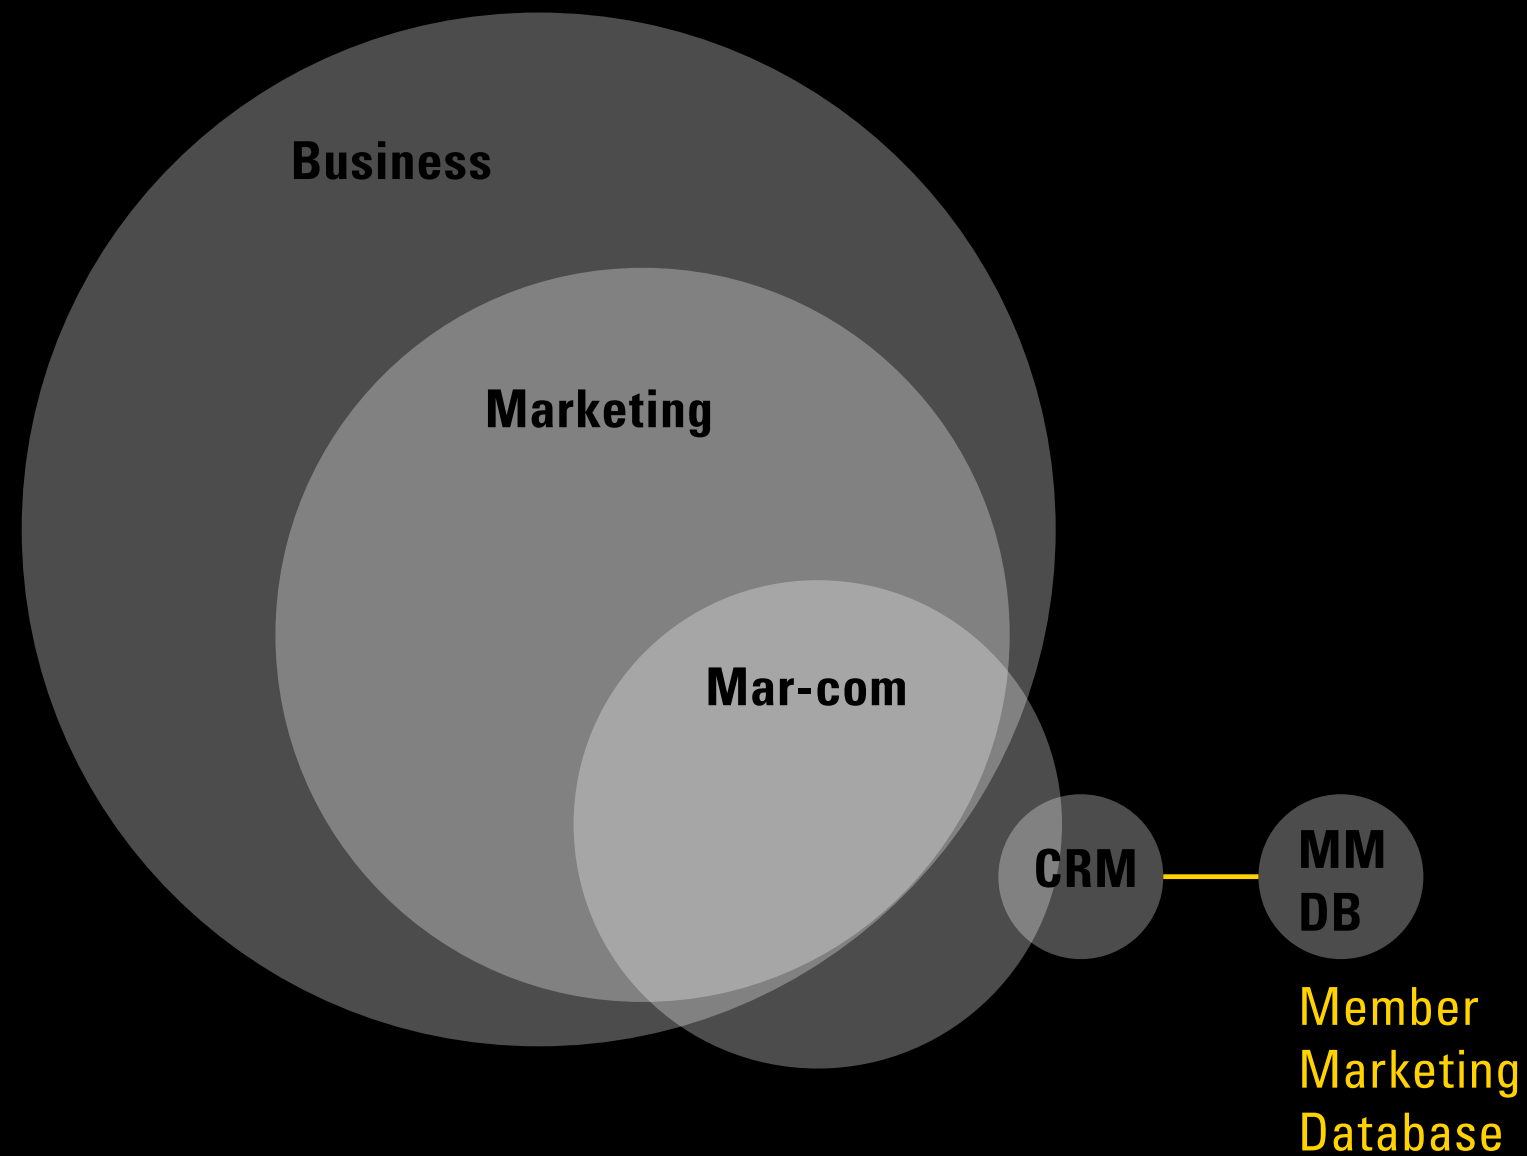 Business
Marketing
Mar-com
CRM
MM
DB
Member
Marketing
Database